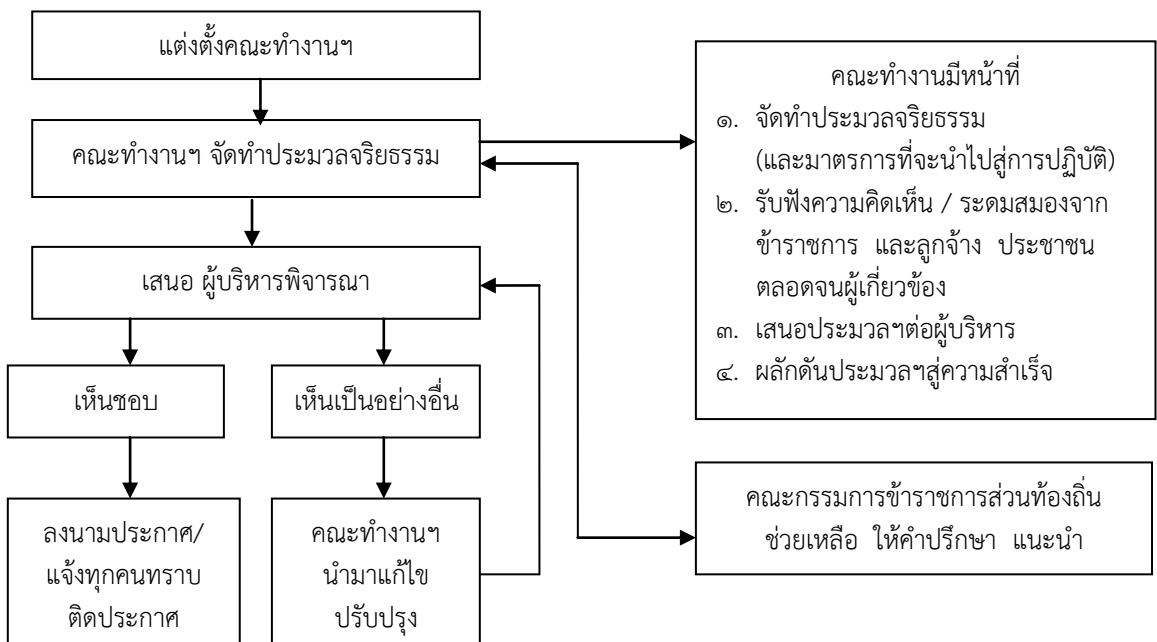 แต่งตั้งคณะทำงานฯ
คณะทำงานฯ จัดทำประมวลจริยธรรม
เสนอ ผู้บริหารพิจารณา
เห็นชอบ
เห็นเป็นอย่างอื่น
ลงนามประกาศ/
แจ้งทุกคนทราบ
ติดประกาศ
คณะทำงานฯ
นำมาแก้ไข
ปรับปรุง
คณะทำงานมีหน้าที่
๑. จัดทำประมวลจริยธรรม
(และมาตรการที่จะนำไปสู่การปฏิบัติ)
๒. รับฟังความคิดเห็น / ระดมสมองจาก
ข้าราชการ และลูกจ้าง ประชาชน
ตลอดจนผู้เกี่ยวข้อง
๓. เสนอประมวลฯต่อผู้บริหาร
๔. ผลักดันประมวลฯสู่ความสำเร็จ
คณะกรรมการข้าราชการส่วนท้องถิ่น
ช่วยเหลือ ให้คำปรึกษา แนะนำ